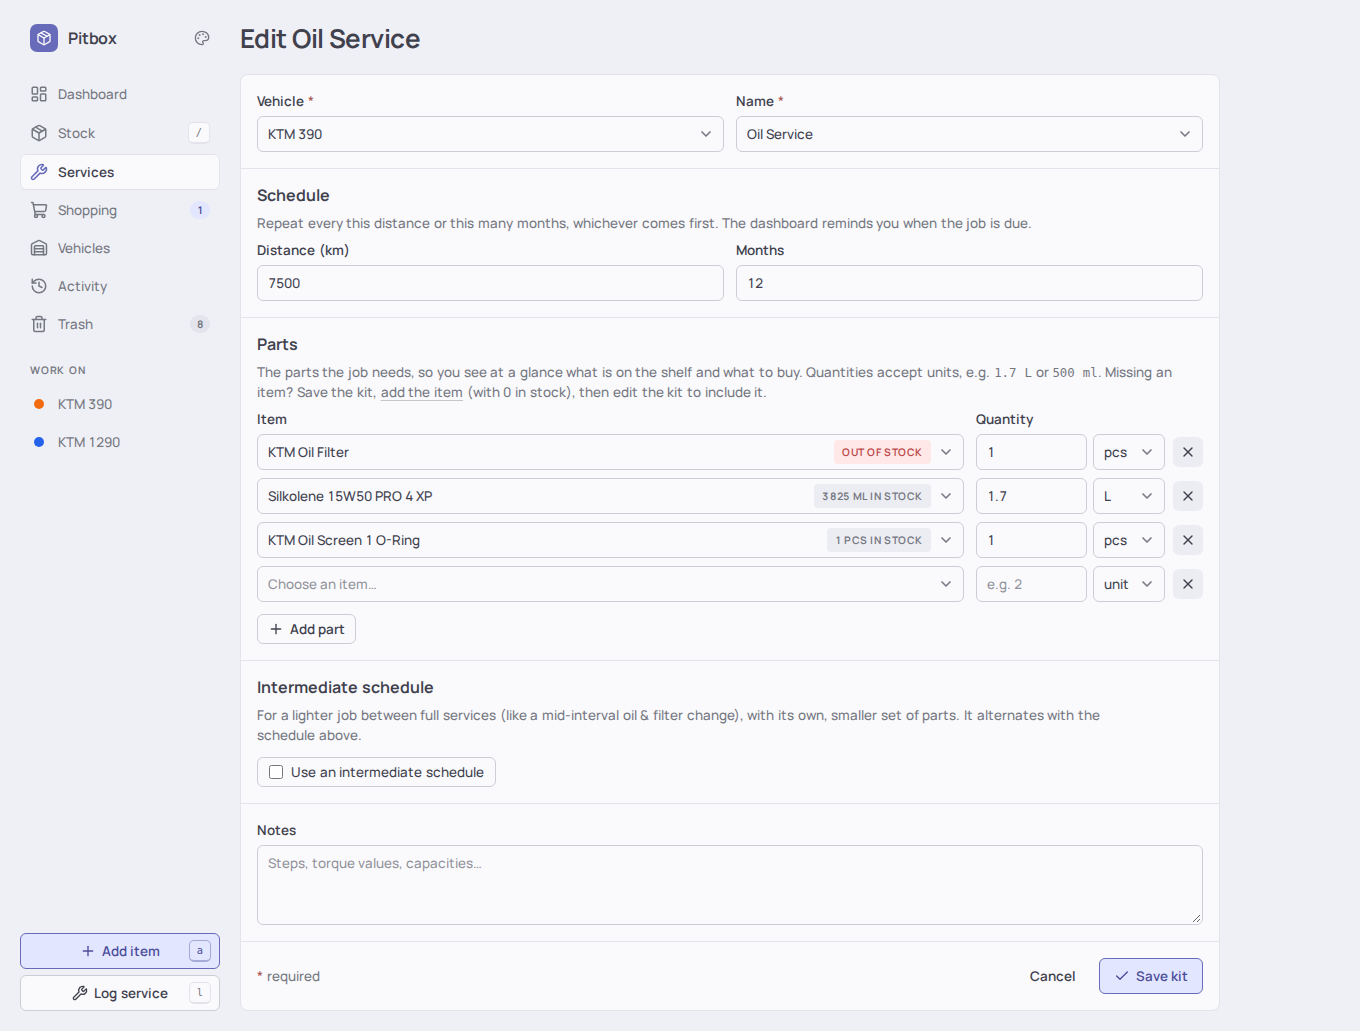 Pitbox
Dashboard
Stock /
Services
Shopping 1
Vehicles
Activity
Trash 8
WORK ON
KTM 390
KTM 1290
Add item a
Log service l
Edit Oil Service
Vehicle * Name *
KTM 390 Oil Service
Schedule
Repeat every this distance or this many months, whichever comes first. The dashboard reminds you when the job is due.
Distance (km) Months
7500 12
Parts
The parts the job needs, so you see at a glance what is on the shelf and what to buy. Quantities accept units, e.g. 1.7 L or 500 ml. Missing an
item? Save the kit, add the item (with 0 in stock), then edit the kit to include it.
Item Quantity
KTM Oil Filter OUT OF STOCK 1 pcs
Silkolene 15W50 PRO 4 XP 3825 ML IN STOCK 1.7 L
KTM Oil Screen 1 O-Ring 1 PCS IN STOCK 1 pcs
Choose an item... e.g. 2 unit
Add part
Intermediate schedule
For a lighter job between full services (like a mid-interval oil & filter change), with its own, smaller set of parts. It alternates with the
schedule above.
Use an intermediate schedule
Notes
Steps, torque values, capacities...
* required Cancel Save kit